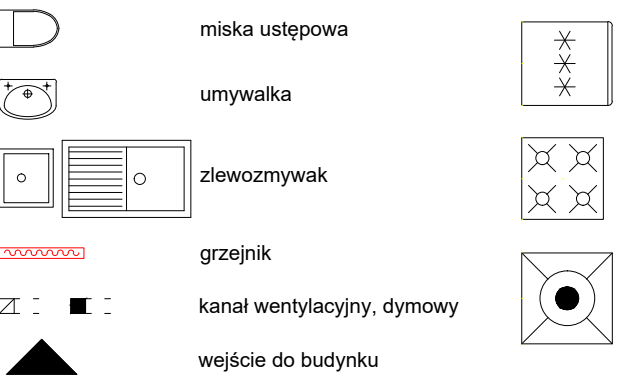 miska ustępowa
umywalka
zlewozmywak
grzejnik
kanał wentylacyjny, dymowy
wejście do budynku